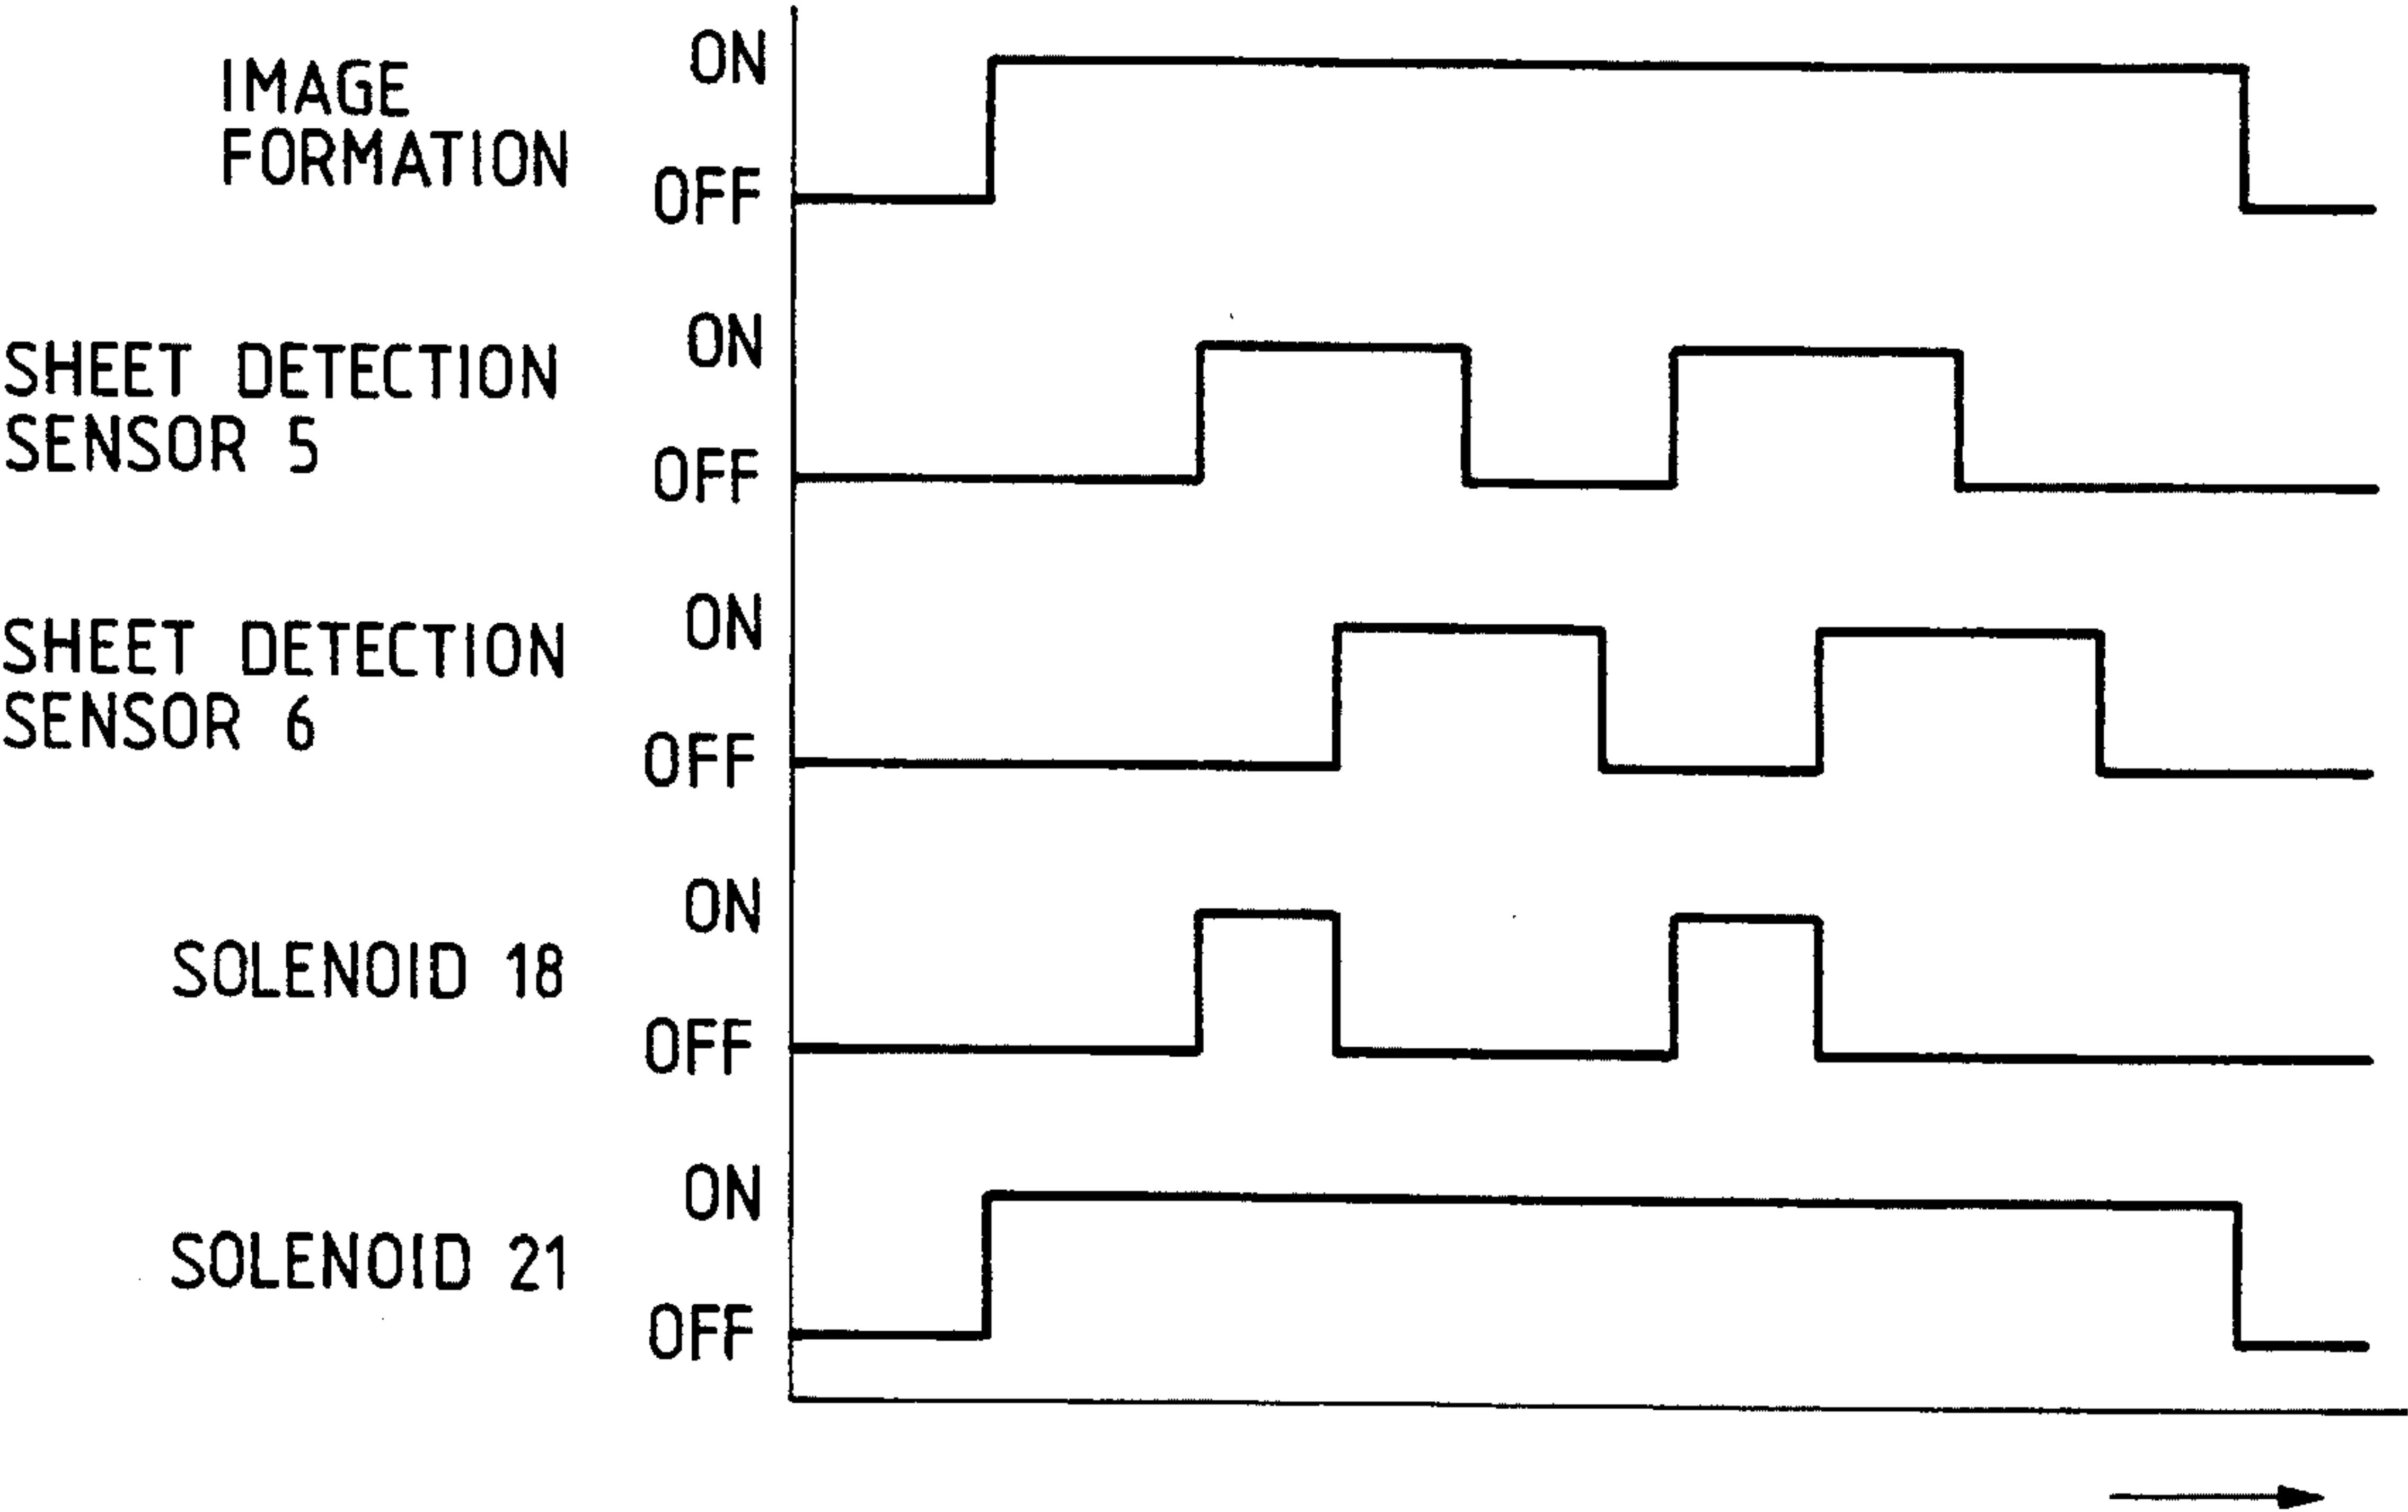 IMAGE
FORMATION
ON
OFF
SHEET DETECTION
SENSOR 5
ON
OFF
SHEET DETECTION
SENSOR 6
ON
OFF
SOLENOID 18
ON
OFF
SOLENOID 21
ON
OFF